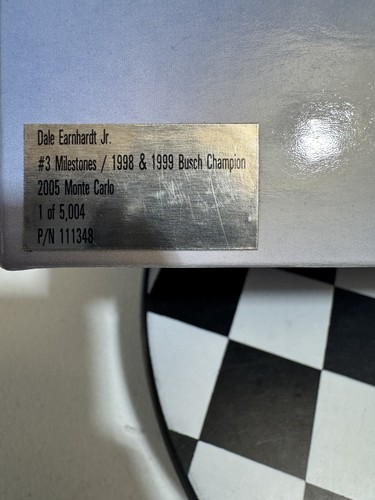 Dale Earnhardt Jr.
#3 Milestones / 1998 & 1999 Busch Champion
2005 Monte Carlo
1 of 5,004
P/N 111348